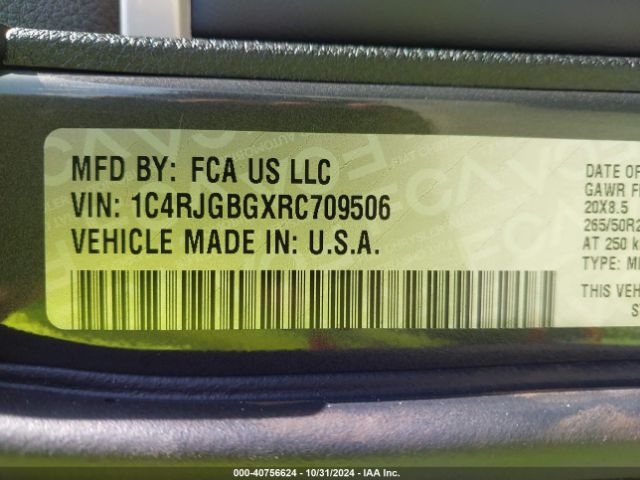 MFD BY: FCA US LLC
VIN: 1C4RJGBGXRC709506
VEHICLE MADE IN: U.S.A.
DATE OF
GAWR F
20X8.5
265/50R2
AT 250 k
TYPE: M
THIS VEH
S
000-40756624 - 10/31/2024 - IAA Inc.